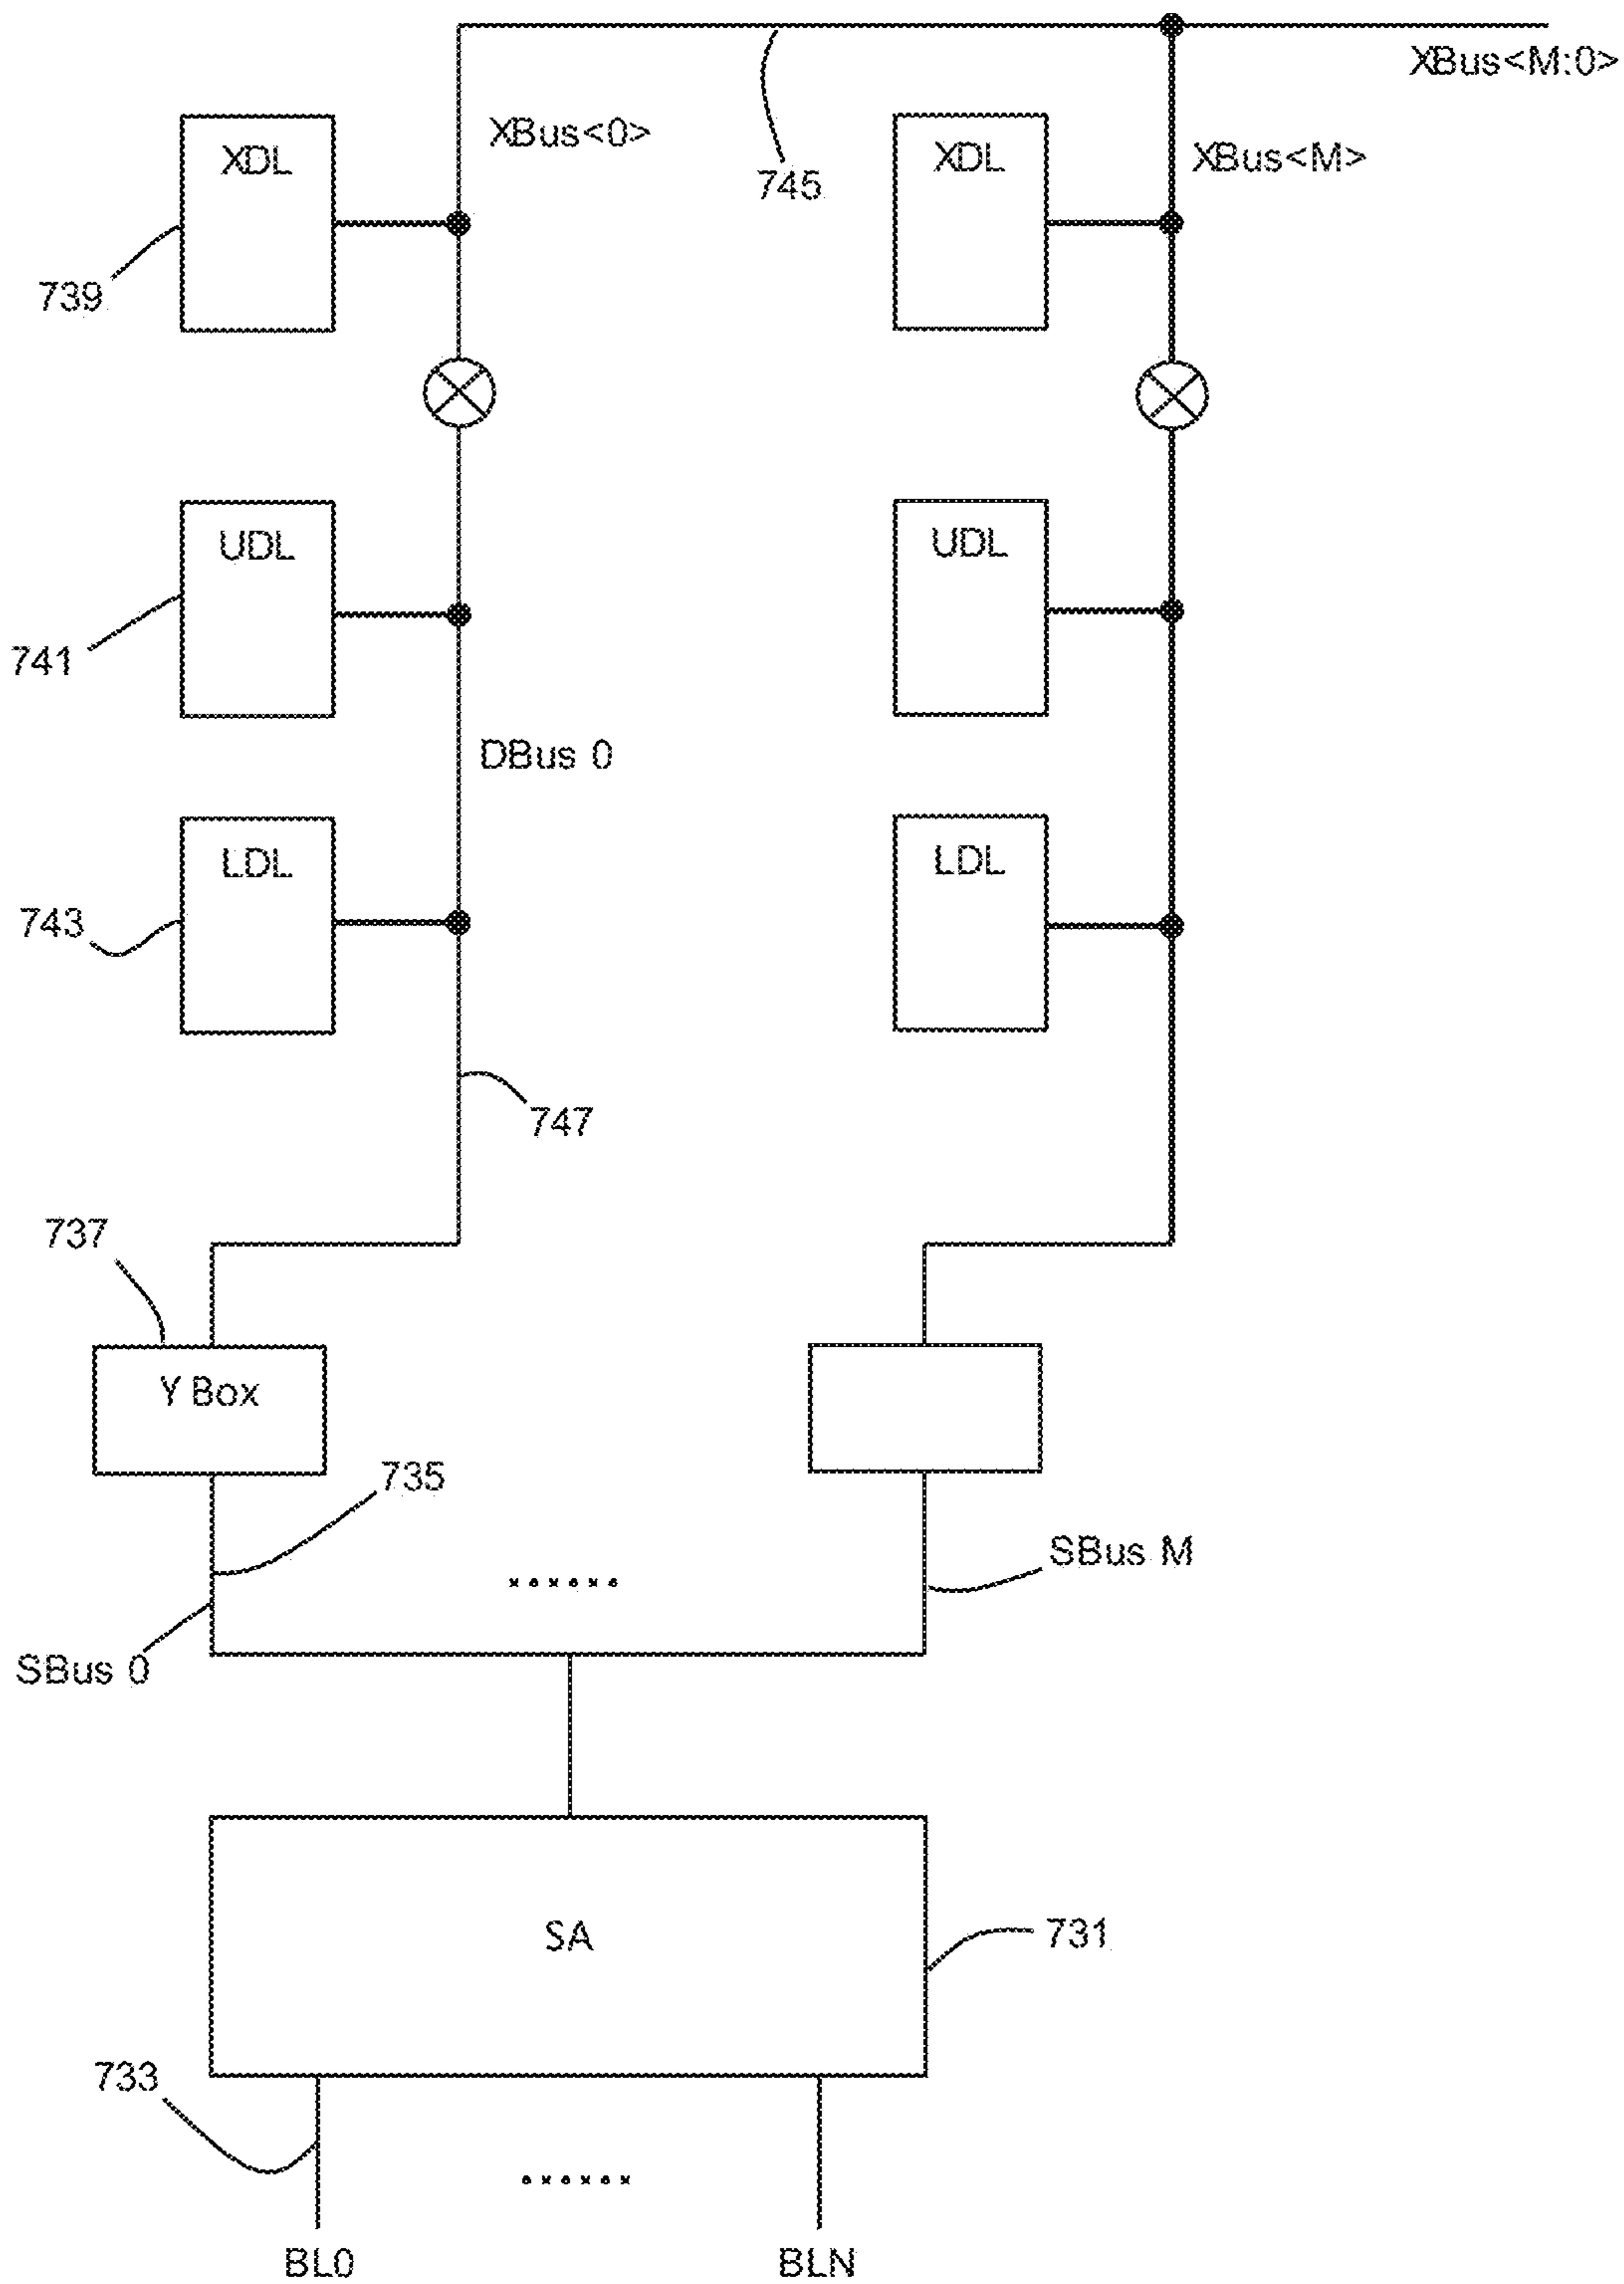 XBus<M:0>
XDL
XBus<0>
745
XDL
XBus<M>
739
UDL
UDL
741
DBus 0
LDL
LDL
743
747
737
Y Box
735
SBus M
SBus 0
SA
731
733
BL0
BLN